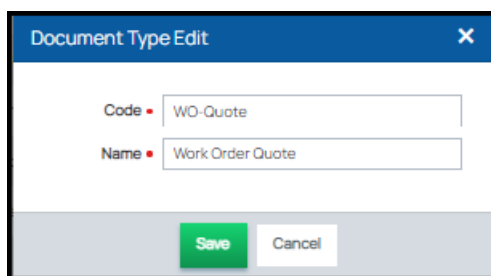 Document Type Edit ×
Code • WO-Quote
Name • Work Order Quote
Save Cancel